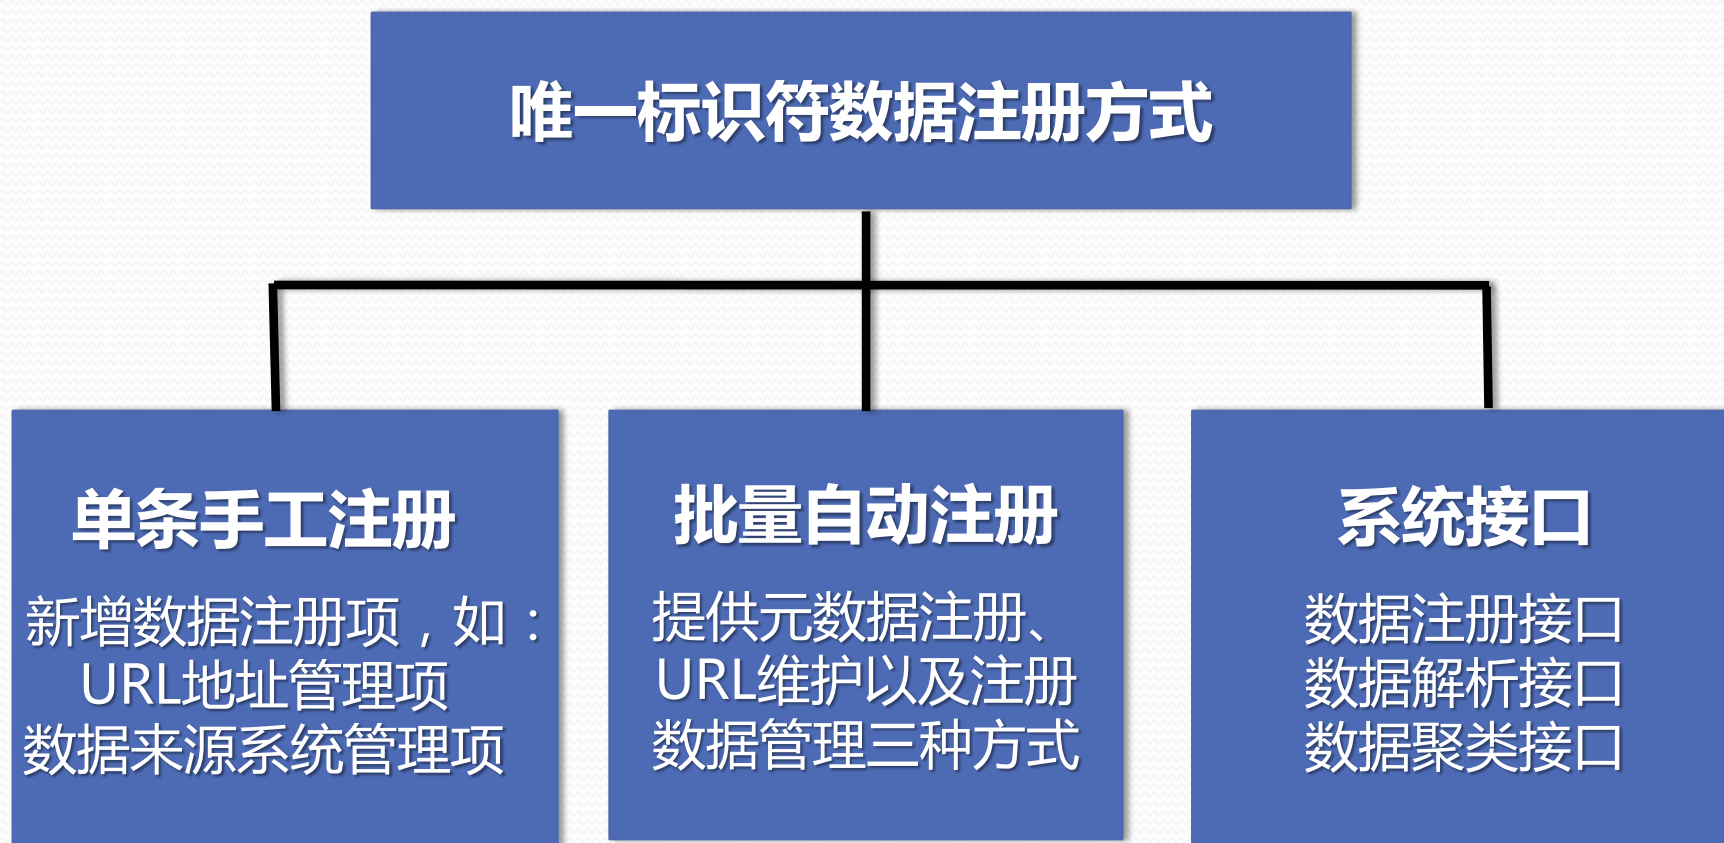 唯一标识符数据注册方式
单条手工注册
新增数据注册项，如：
URL地址管理项
数据来源系统管理项
批量自动注册
提供元数据注册、
URL维护以及注册
数据管理三种方式
系统接口
数据注册接口
数据解析接口
数据聚类接口